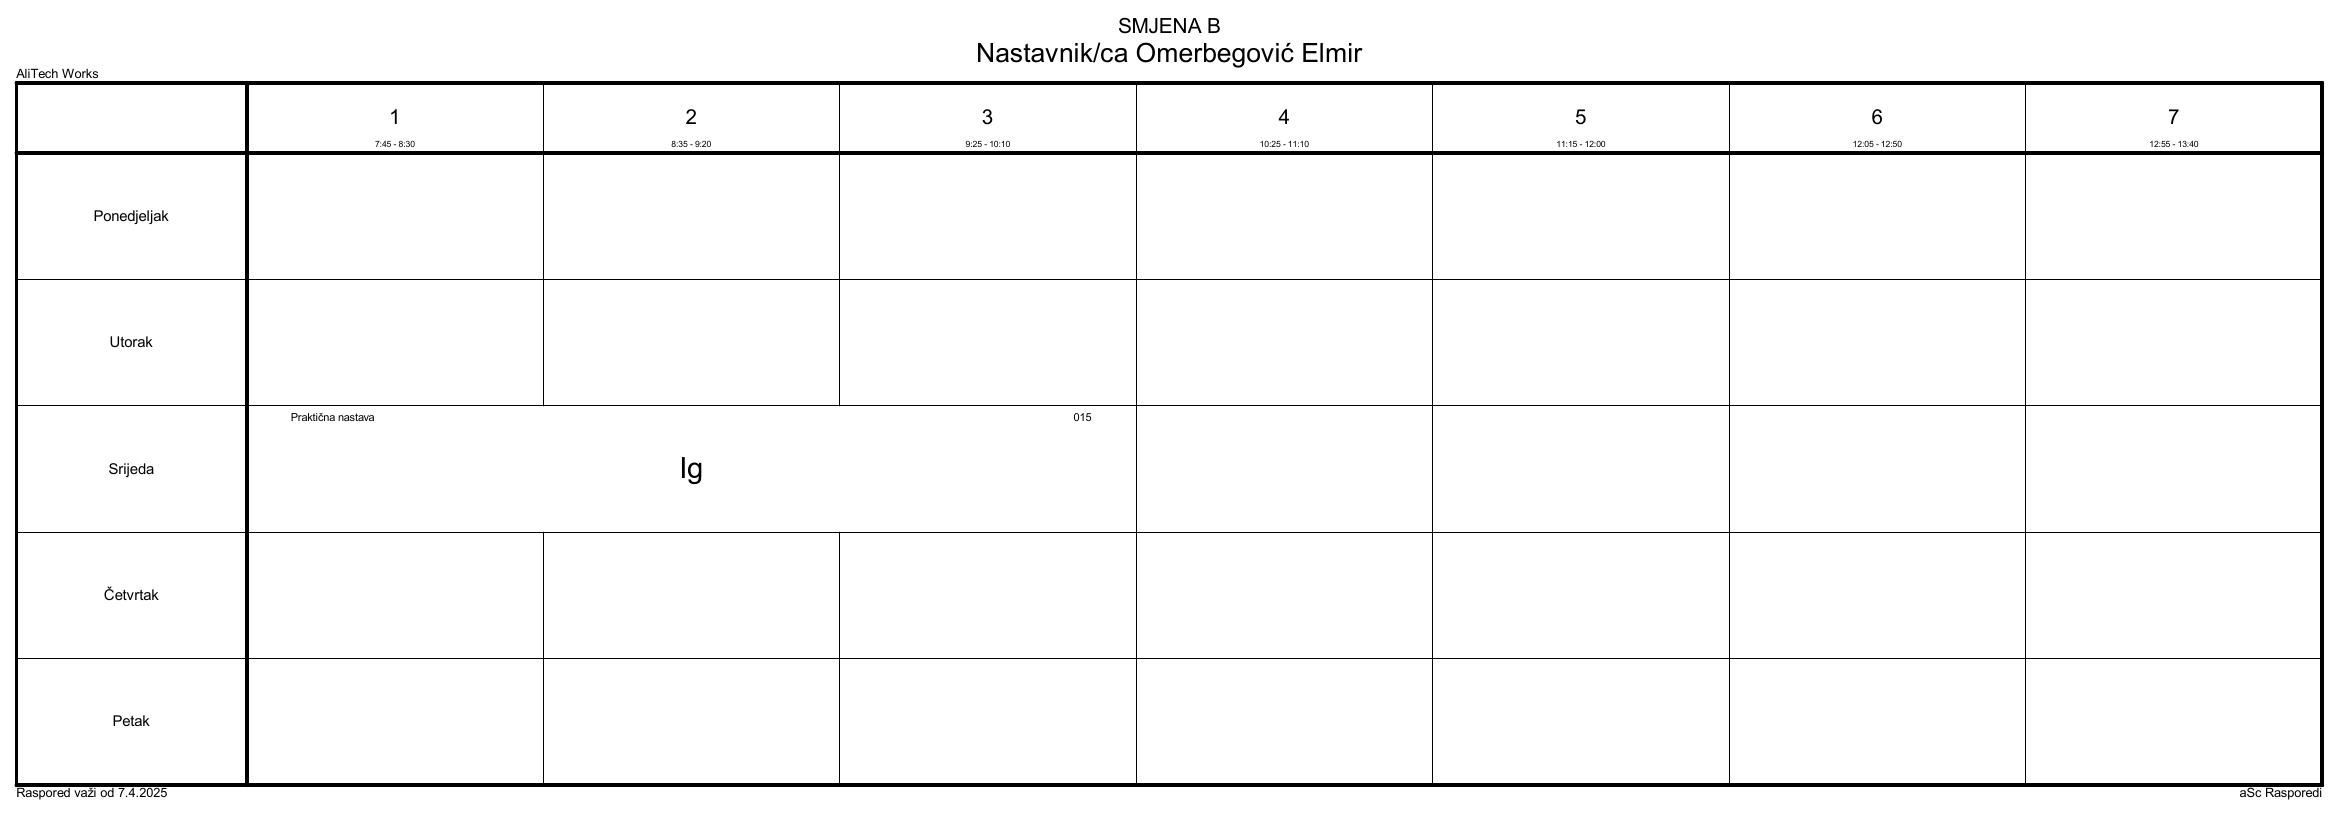 SMJENA B
Nastavnik/ca Omerbegović Elmir
AliTech Works
1 2 3 4 5 6 7
7:45 - 8:30 8:35 - 9:20 9:25 - 10:10 10:25 - 11:10 11:15 - 12:00 12:05 - 12:50 12:55 - 13:40
Ponedjeljak
Utorak
Praktična nastava 015
Srijeda Ig
Četvrtak
Petak
Raspored važi od 7.4.2025 aSc Rasporedi